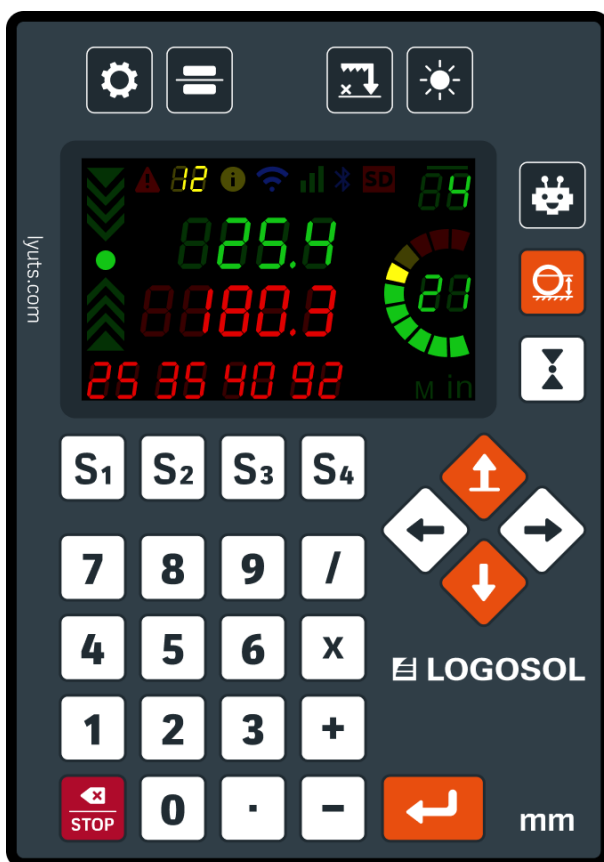 12
SD
4
25.4
21
180.3
25 35 40 92
M in
lyuts.com
S1 S2 S3 S4
7 8 9 /
4 5 6 x
LOGOSOL
1 2 3 +
STOP
0 . −
mm